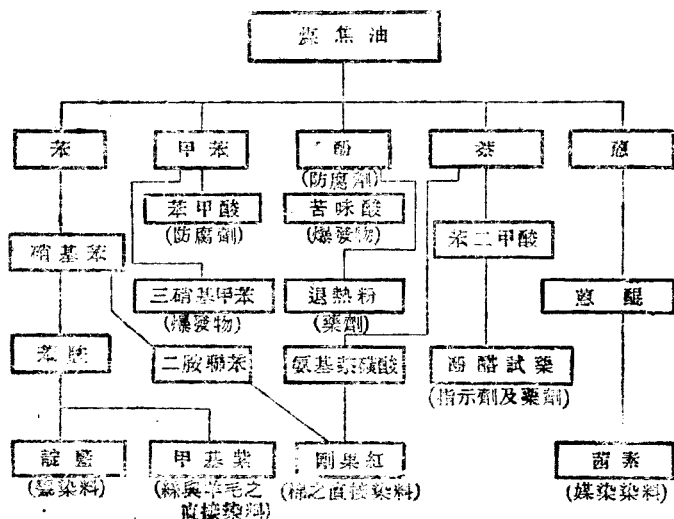 煤焦油
苯
甲苯
酚
萘
蒽
(防腐劑)
苯甲酸
(防腐劑)
苦味酸
(爆發物)
苯二甲酸
硝基苯
三硝基甲苯
(爆發物)
退熱粉
(藥劑)
蒽醌
苯胺
二胺聯苯
氨基萘磺酸
酚酞試藥
(指示劑及藥劑)
靛藍
(甕染料)
甲基紫
(絲與羊毛之
直接染料)
剛果紅
(棉之直接染料)
茜素
(媒染染料)